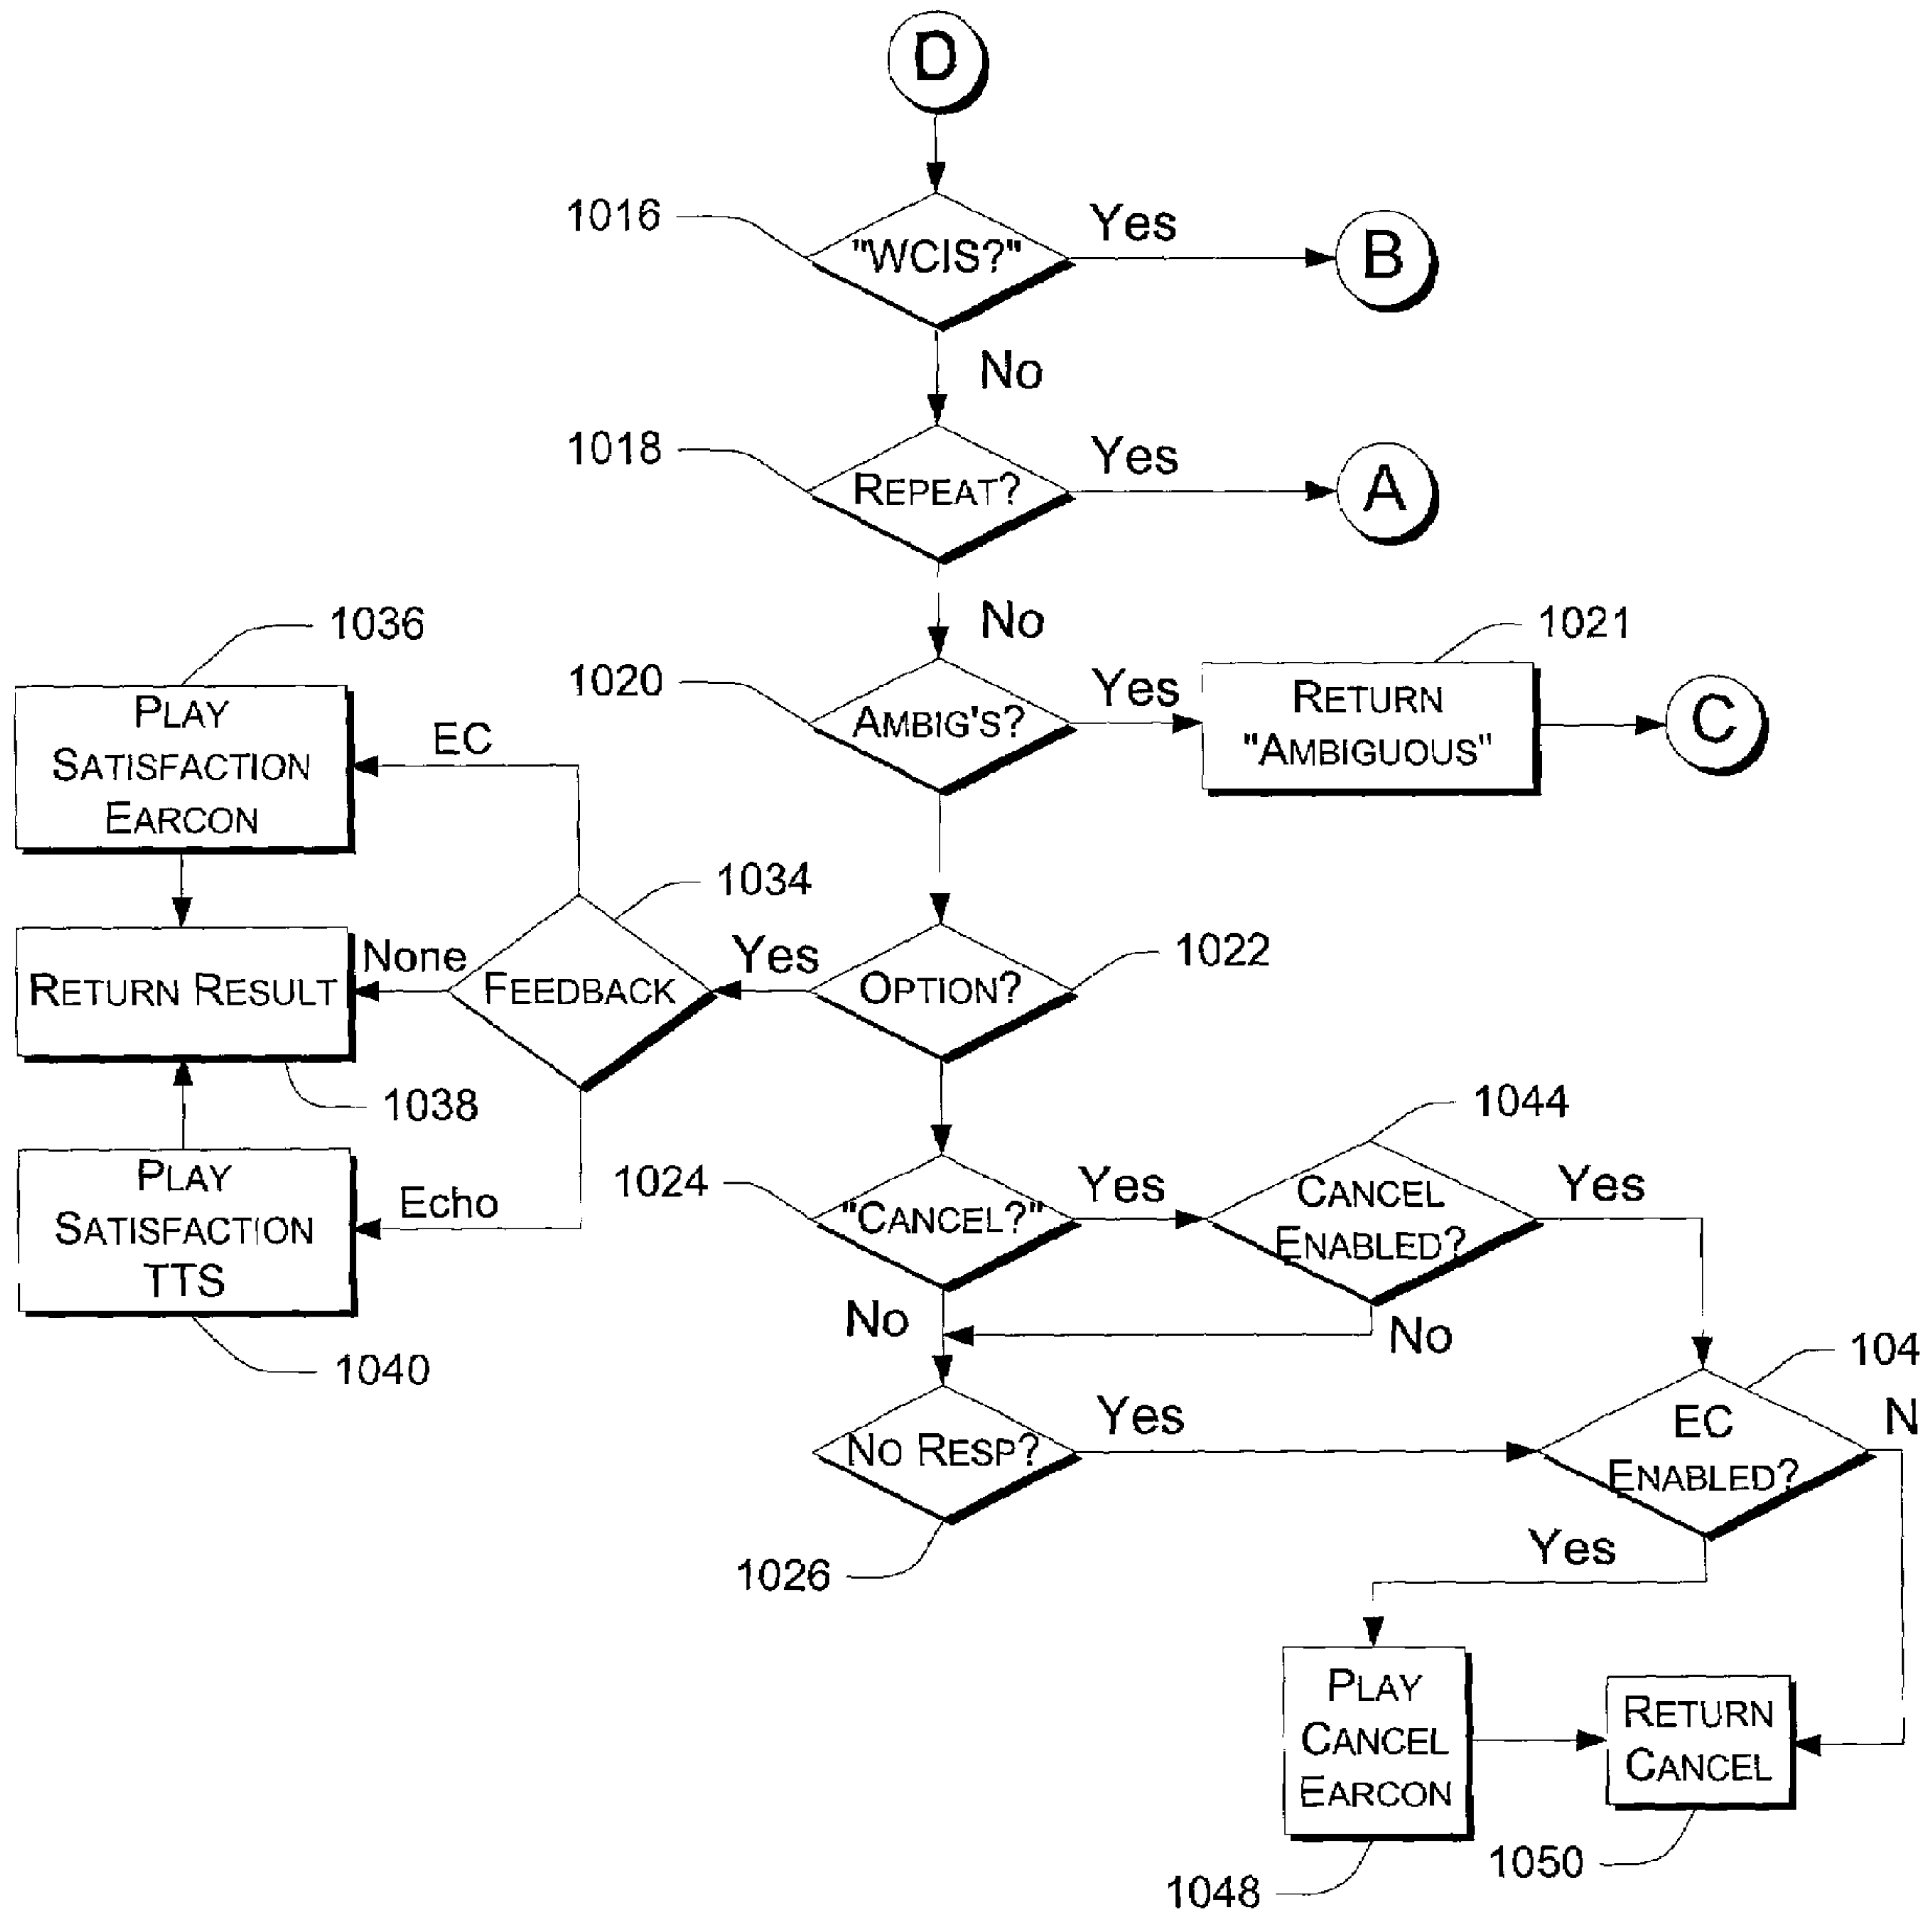 D
1016
"WCIS?"
Yes
B
No
1018
REPEAT?
Yes
A
No
1036
1021
1020
AMBIG'S?
Yes
RETURN
"AMBIGUOUS"
C
PLAY
SATISFACTION
EARCON
EC
1034
1022
RETURN RESULT
None
FEEDBACK
Yes
OPTION?
1038
1044
PLAY
SATISFACTION
TTS
Echo
1024
"CANCEL?"
Yes
CANCEL
ENABLED?
Yes
No
No
1040
104
NO RESP?
Yes
EC
ENABLED?
N
1026
Yes
PLAY
CANCEL
EARCON
RETURN
CANCEL
1050
1048